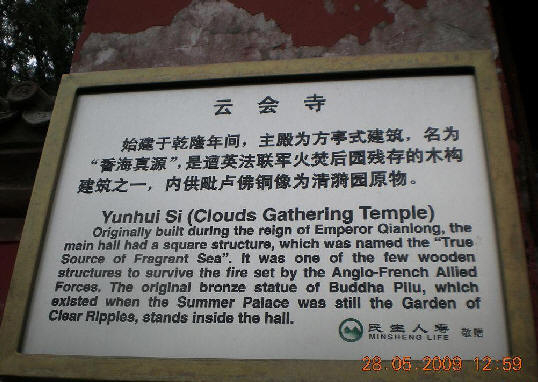 云会寺
始建于乾隆年间，主殿为方亭式建筑，名为
“香海真源”，是遭英法联军火焚后园残存的木构
建筑之一，内供毗卢佛铜像为清漪园原物。
Yunhui Si (Clouds Gathering Temple)
Originally built during the reign of Emperor Qianlong, the
main hall had a square structure, which was named the “True
Source of Fragrant Sea”. It was one of the few wooden
structures to survive the fire set by the Anglo-French Allied
Forces. The original bronze statue of Buddha Pilu, which
existed when the Summer Palace was still the Garden of
Clear Ripples, stands inside the hall.
民生人寿 敬赠
MINSHENG LIFE
28.05.2009 12:59